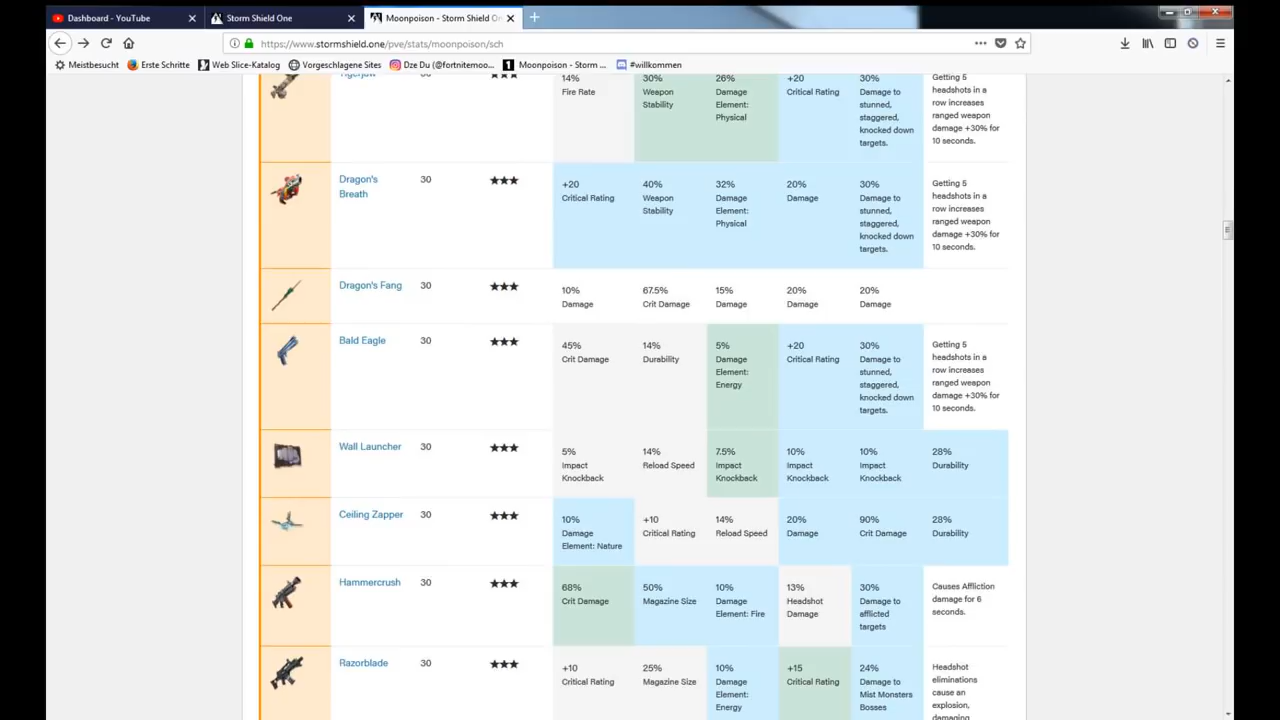 Dashboard - YouTube
Storm Shield One
Moonpoison - Storm Shield On
https://www.stormshield.one/pve/stats/moonpoison/sch
Meistbesucht
Erste Schritte
Web Slice-Katalog
Vorgeschlagene Sites
Dze Du (@fortnitemo...
Moonpoison - Storm ...
#willkommen
Tigerjaw
30
★★★
14%
Fire Rate
30%
Weapon
Stability
26%
Damage
Element:
Physical
+20
Critical Rating
30%
Damage to
stunned,
staggered,
knocked down
targets.
Getting 5
headshots in a
row increases
ranged weapon
damage +30% for
10 seconds.
Dragon's
Breath
30
★★★
+20
Critical Rating
40%
Weapon
Stability
32%
Damage
Element:
Physical
20%
Damage
30%
Damage to
stunned,
staggered,
knocked down
targets.
Getting 5
headshots in a
row increases
ranged weapon
damage +30% for
10 seconds.
Dragon's Fang
30
★★★
10%
Damage
67.5%
Crit Damage
15%
Damage
20%
Damage
20%
Damage
Bald Eagle
30
★★★
45%
Crit Damage
14%
Durability
5%
Damage
Element:
Energy
+20
Critical Rating
30%
Damage to
stunned,
staggered,
knocked down
targets.
Getting 5
headshots in a
row increases
ranged weapon
damage +30% for
10 seconds.
Wall Launcher
30
★★★
5%
Impact
Knockback
14%
Reload Speed
7.5%
Impact
Knockback
10%
Impact
Knockback
10%
Impact
Knockback
28%
Durability
Ceiling Zapper
30
★★★
10%
Damage
Element: Nature
+10
Critical Rating
14%
Reload Speed
20%
Damage
90%
Crit Damage
28%
Durability
Hammercrush
30
★★★
68%
Crit Damage
50%
Magazine Size
10%
Damage
Element: Fire
13%
Headshot
Damage
30%
Damage to
afflicted
targets
Causes Affliction
damage for 6
seconds.
Razorblade
30
★★★
+10
Critical Rating
25%
Magazine Size
10%
Damage
Element:
Energy
+15
Critical Rating
24%
Damage to
Mist Monsters
Bosses
Headshot
eliminations
cause an
explosion,
damaging